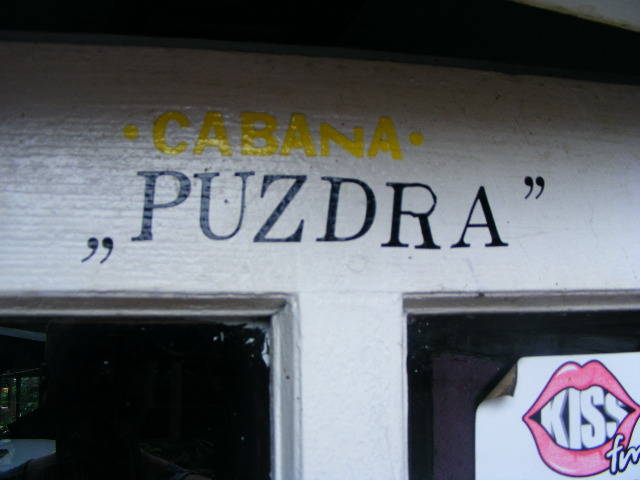 •CABANA•
„PUZDRA”
KISS
fm